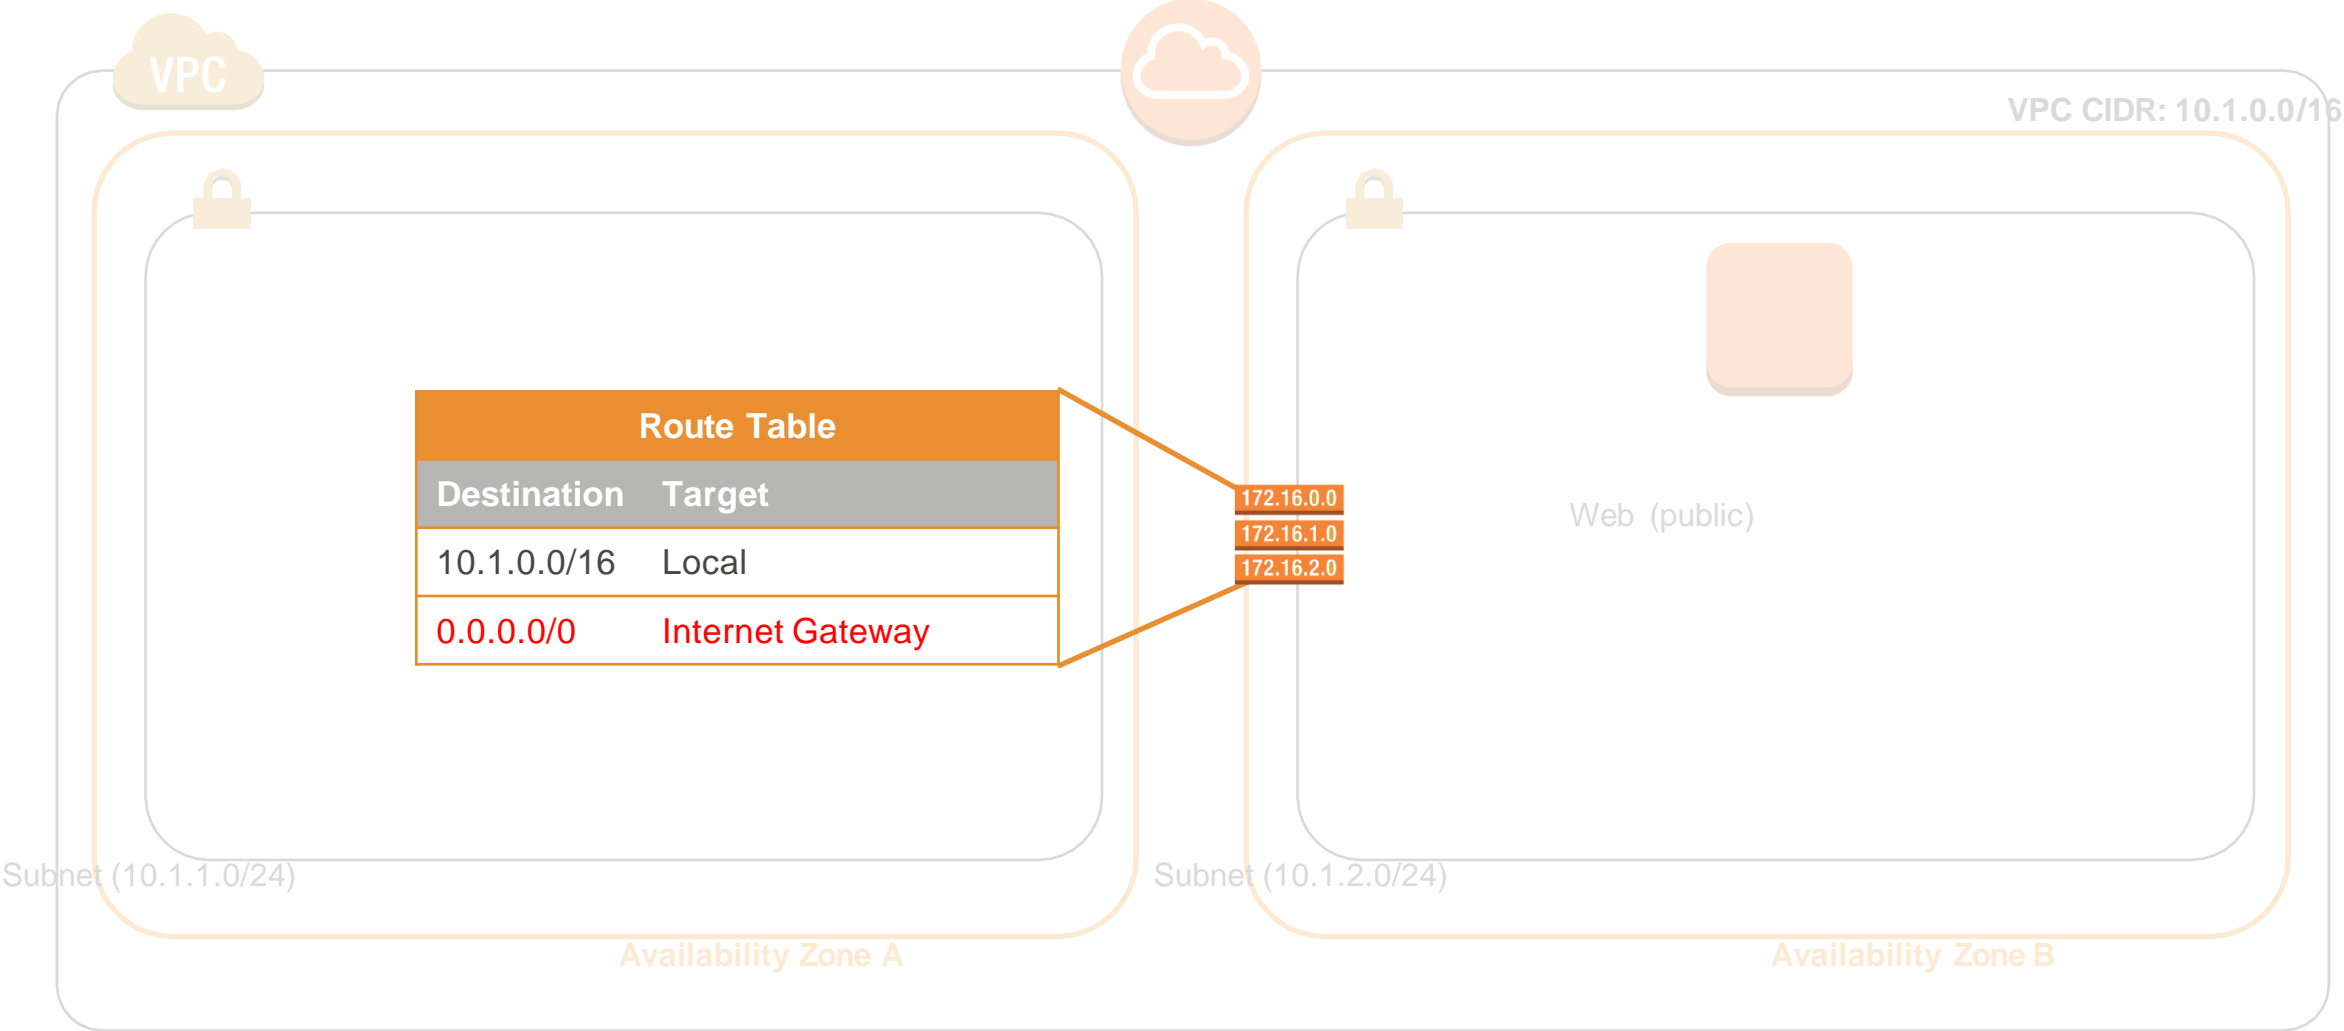 VPC
VPC CIDR: 10.1.0.0/16
Route Table
Destination Target
10.1.0.0/16 Local
0.0.0.0/0 Internet Gateway
172.16.0.0
172.16.1.0
172.16.2.0
Web (public)
Subnet (10.1.1.0/24)
Subnet (10.1.2.0/24)
Availability Zone A
Availability Zone B